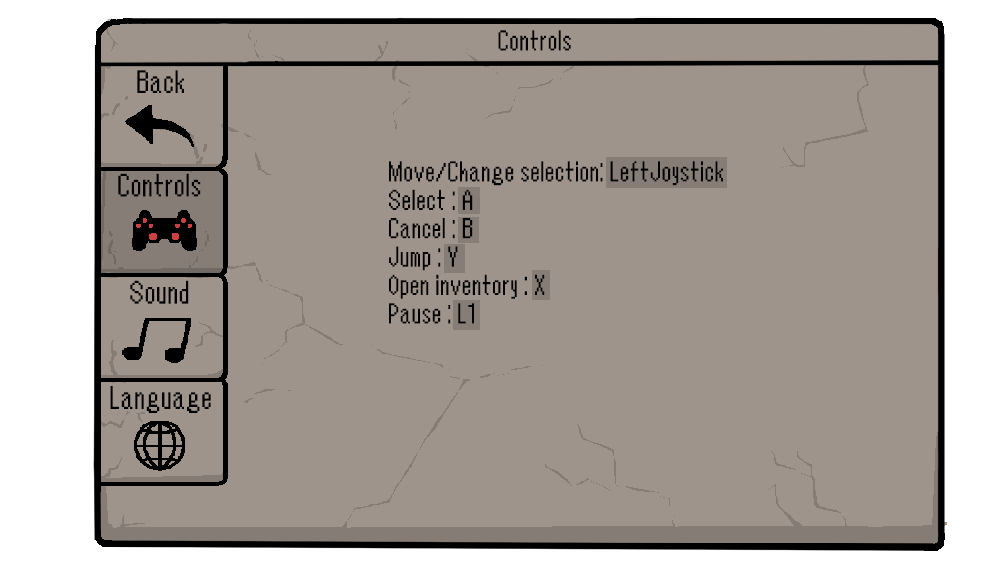 Controls
Back
Controls
Sound
Language
Move/Change selection: LeftJoystick
Select : A
Cancel : B
Jump : Y
Open inventory : X
Pause : L1